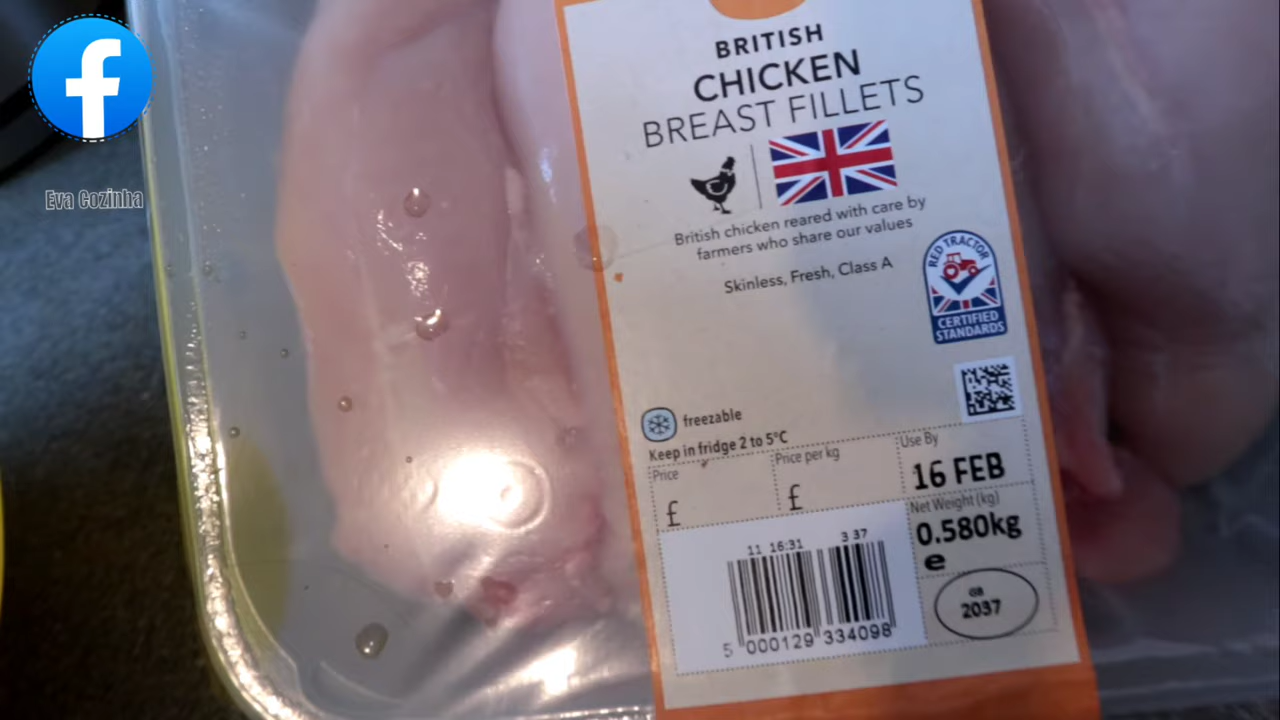 f
Eva Cozinha
BRITISH
CHICKEN
BREAST FILLETS
British chicken reared with care by
farmers who share our values
Skinless, Fresh, Class A
RED TRACTOR
CERTIFIED
STANDARDS
freezable
Keep in fridge 2 to 5°C
Price
£
Price per kg
£
Use By
16 FEB
Net Weight (kg)
0.580kg
e
11 16:31 3 37
5 000129 334098
GB
2037